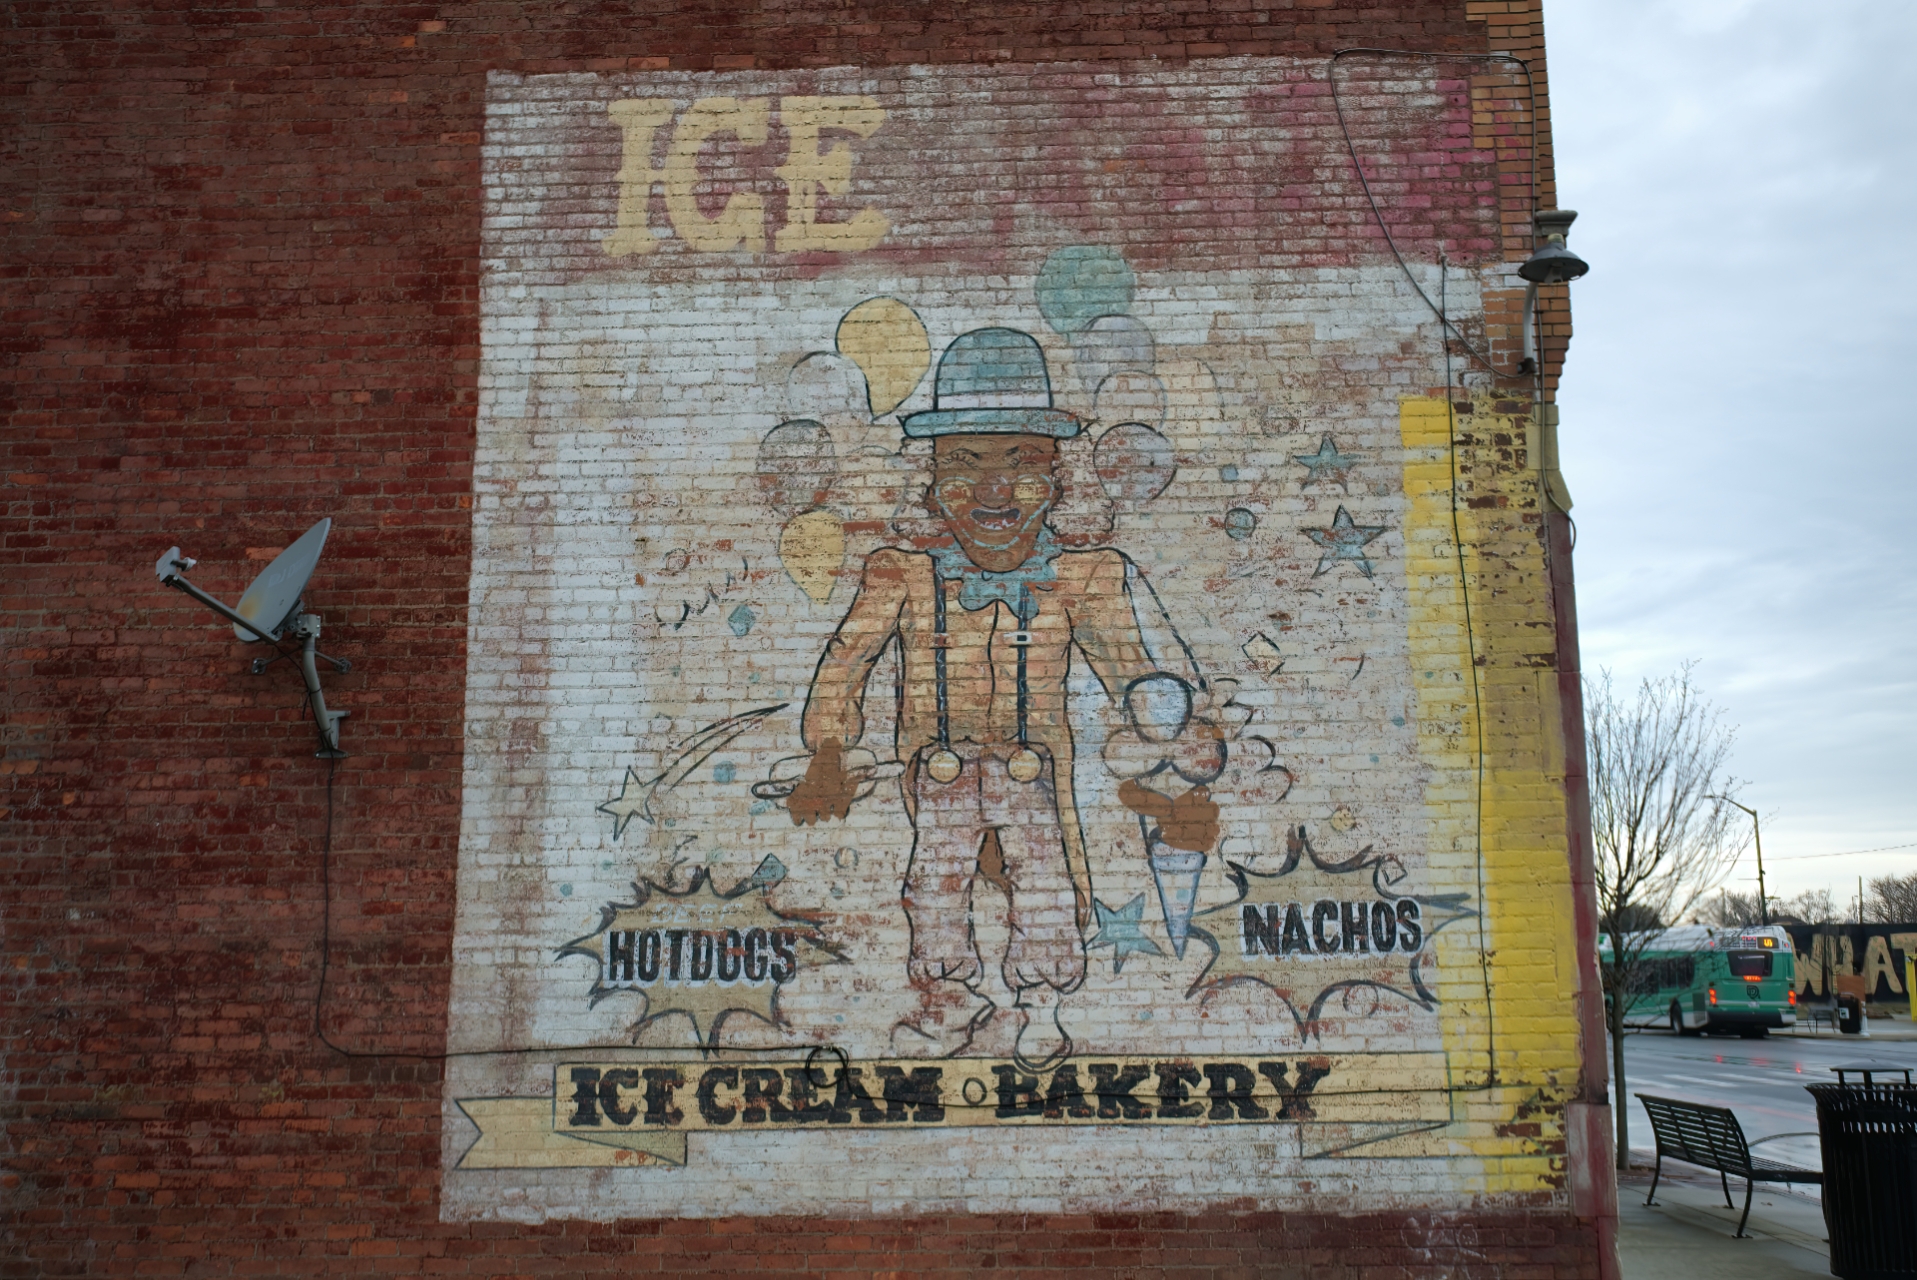 ICE
HOTDOGS
NACHOS
ICE CREAM BAKERY